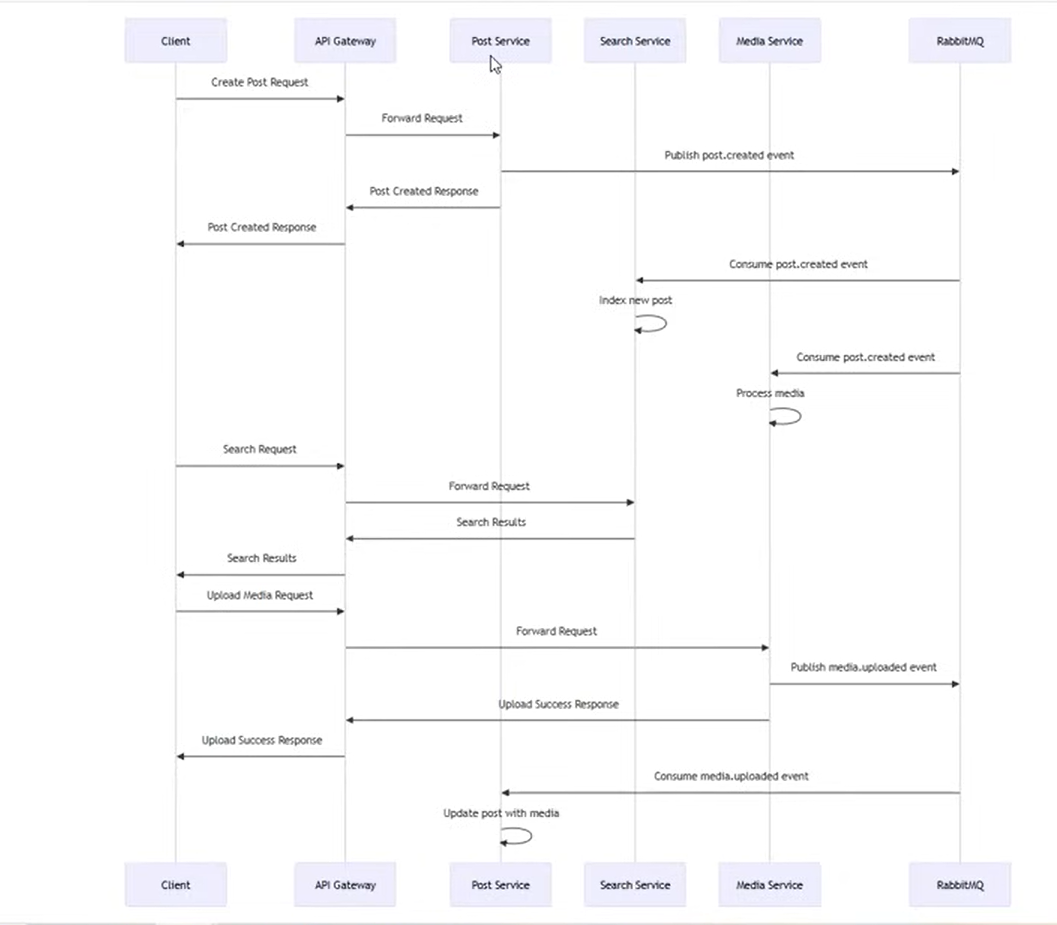 Client
API Gateway
Post Service
Search Service
Media Service
RabbitMQ
Create Post Request
Forward Request
Publish post.created event
Post Created Response
Post Created Response
Consume post.created event
Index new post
Consume post.created event
Process media
Search Request
Forward Request
Search Results
Search Results
Upload Media Request
Forward Request
Publish media.uploaded event
Upload Success Response
Upload Success Response
Consume media.uploaded event
Update post with media
Client
API Gateway
Post Service
Search Service
Media Service
RabbitMQ